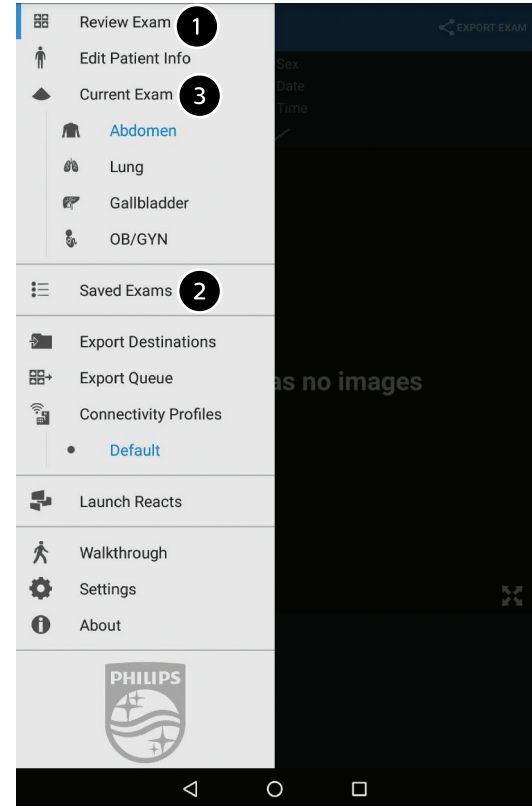 Review Exam 1
EXPORT EXAM
Edit Patient Info
Sex
Current Exam 3
Date
Time
Abdomen
Lung
Gallbladder
OB/GYN
Saved Exams 2
Export Destinations
Export Queue
as no images
Connectivity Profiles
Default
Launch Reacts
Walkthrough
Settings
About
PHILIPS